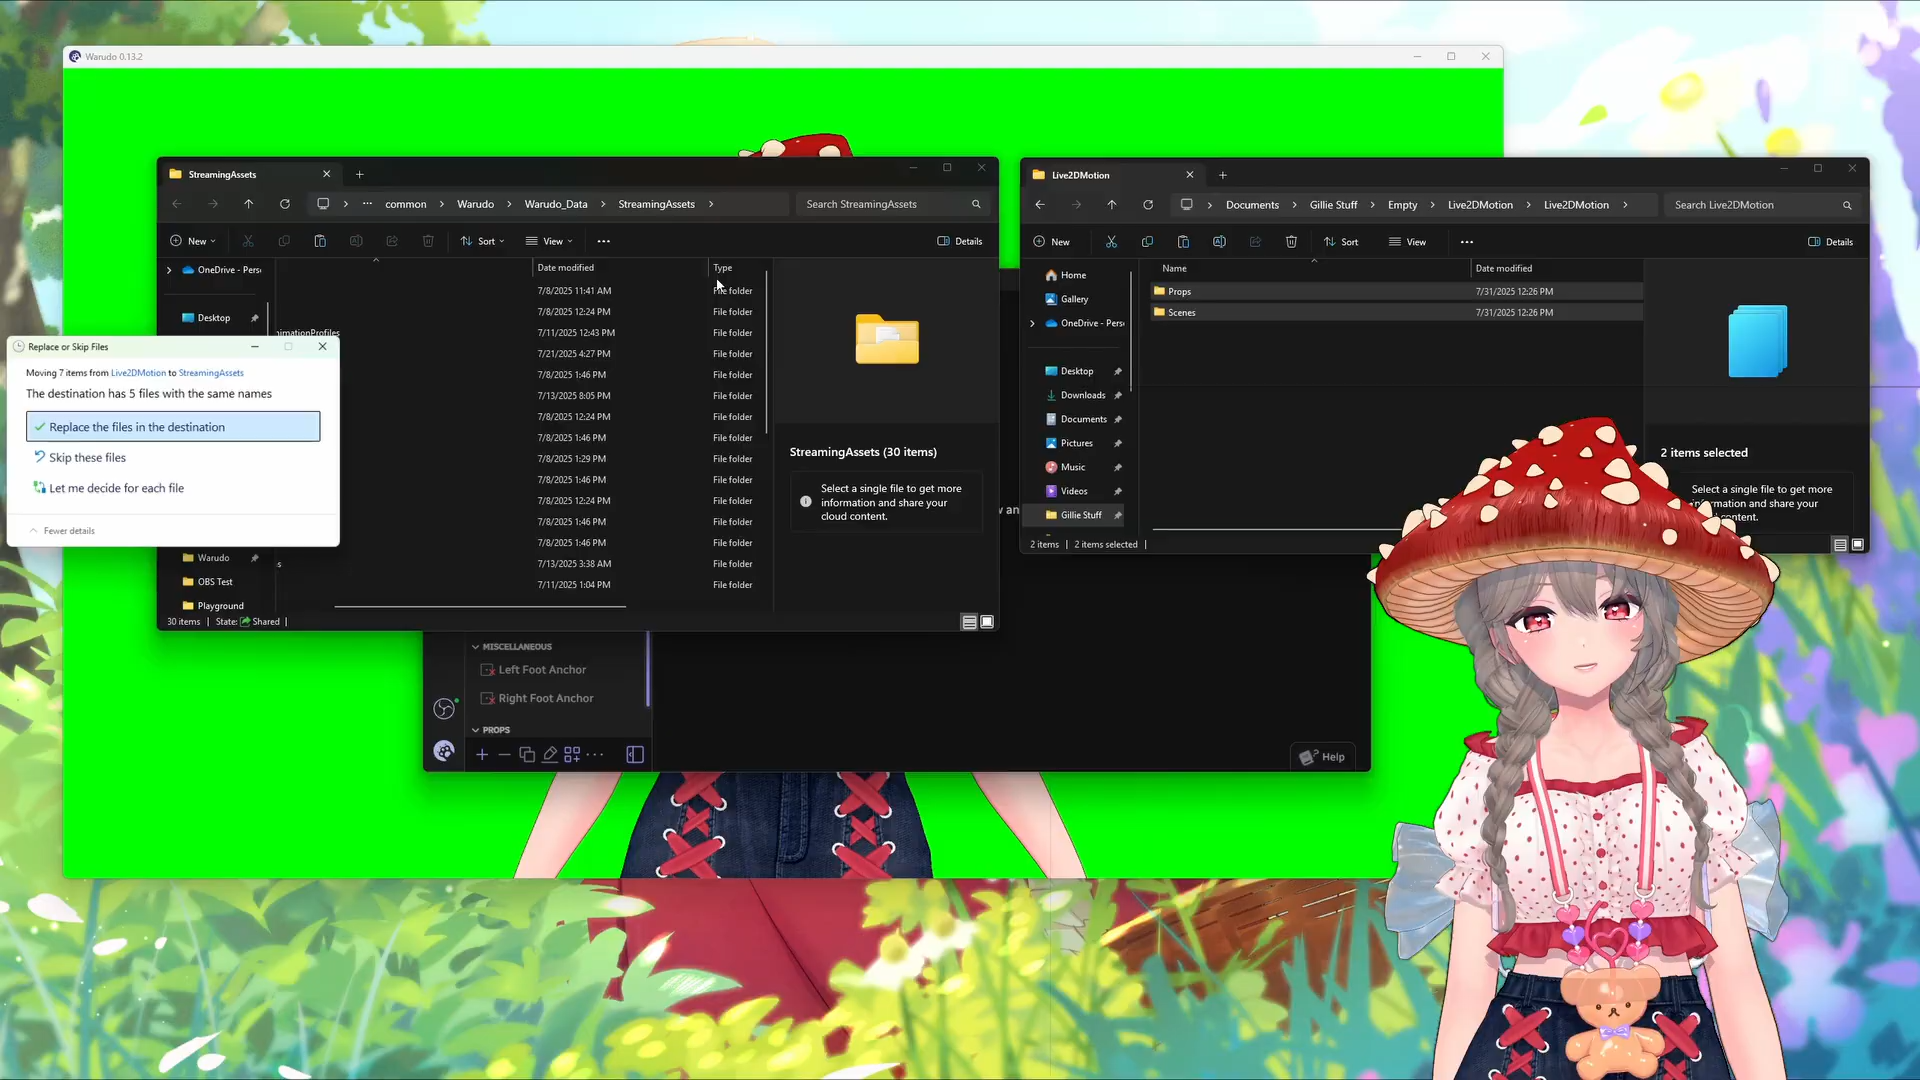 Warudo 0.13.2
StreamingAssets
common Warudo Warudo_Data StreamingAssets
Search StreamingAssets
New Sort View Details
OneDrive - Pers
Desktop
Date modified Type
7/8/2025 11:41 AM File folder
7/8/2025 12:24 PM File folder
nimationProfiles 7/11/2025 12:43 PM File folder
7/21/2025 4:27 PM File folder
7/8/2025 1:46 PM File folder
7/13/2025 8:05 PM File folder
7/8/2025 12:24 PM File folder
7/8/2025 1:46 PM File folder
7/8/2025 1:29 PM File folder
7/8/2025 1:46 PM File folder
7/8/2025 12:24 PM File folder
7/8/2025 1:46 PM File folder
7/8/2025 1:46 PM File folder
s 7/13/2025 3:38 AM File folder
7/11/2025 1:04 PM File folder
Warudo
OBS Test
Playground
30 items State: Shared
StreamingAssets (30 items)
Select a single file to get more
information and share your
cloud content.
Replace or Skip Files
Moving 7 items from Live2DMotion to StreamingAssets
The destination has 5 files with the same names
Replace the files in the destination
Skip these files
Let me decide for each file
Fewer details
Live2DMotion
Documents Gillie Stuff Empty Live2DMotion Live2DMotion
Search Live2DMotion
New Sort View Details
Home
Gallery
OneDrive - Pers
Desktop
Downloads
Documents
Pictures
Music
Videos
Gillie Stuff
Name Date modified
Props 7/31/2025 12:26 PM
Scenes 7/31/2025 12:26 PM
2 items 2 items selected
2 items selected
Select a single file to get more
rmation and share your
content.
w an
MISCELLANEOUS
Left Foot Anchor
Right Foot Anchor
PROPS
Help